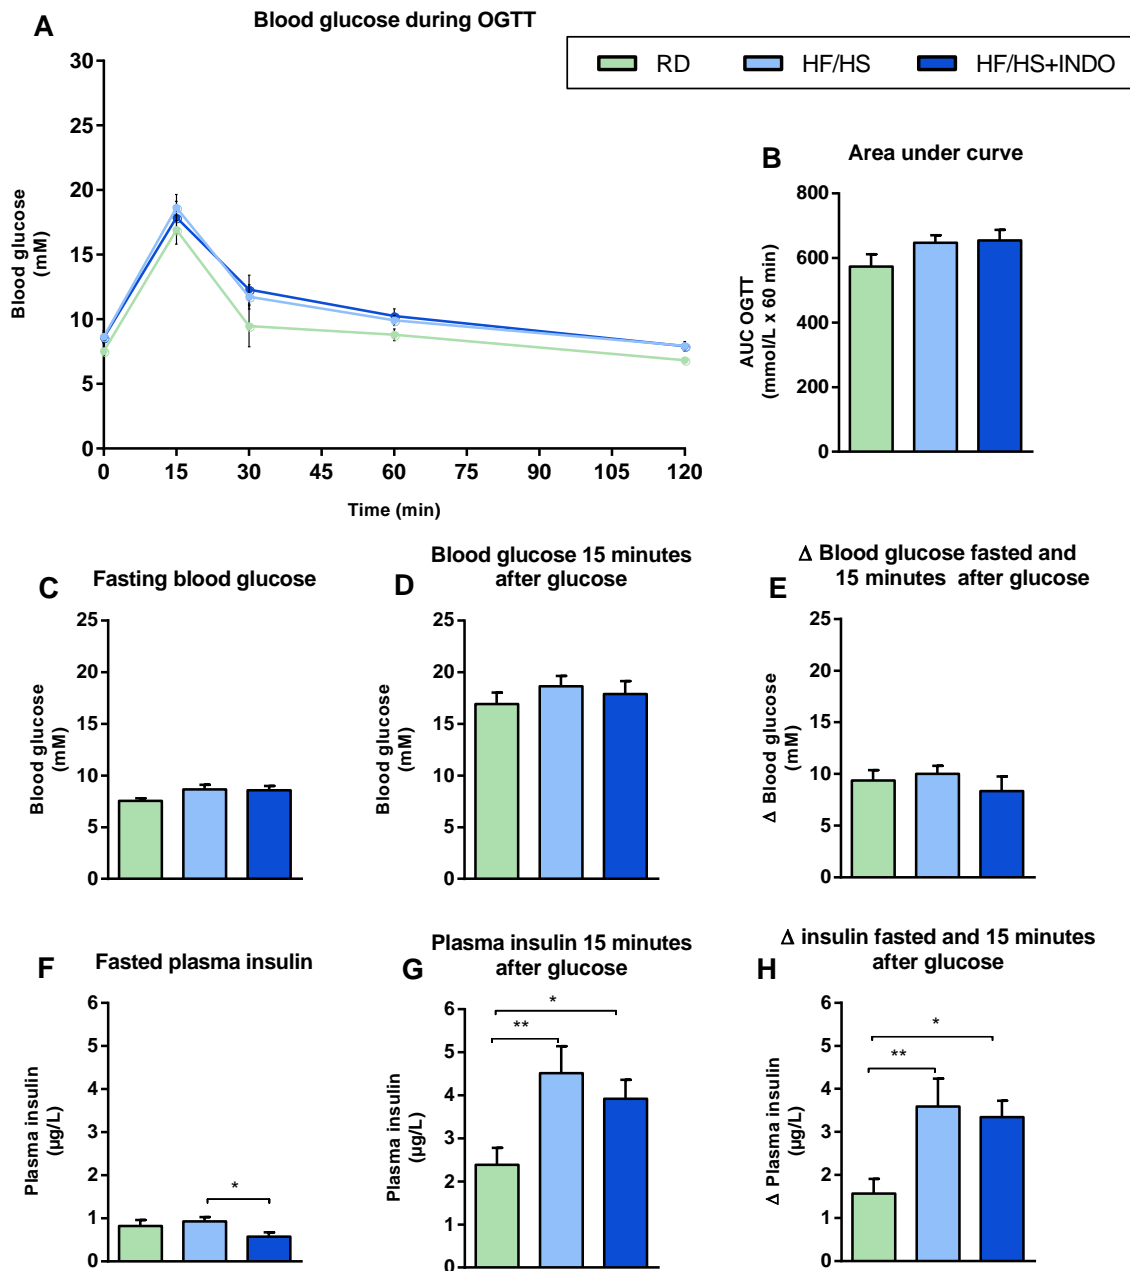 A
Blood glucose during OGTT
30
25
20
15
10
5
0
Blood glucose
(mM)
0
15
30
45
60
75
90
105
120
Time (min)
RD
HF/HS
HF/HS+INDO
B
Area under curve
800
600
400
200
0
AUC OGTT
(mmol/L x 60 min)
C
Fasting blood glucose
25
20
15
10
5
0
Blood glucose
(mM)
D
Blood glucose 15 minutes
after glucose
25
20
15
10
5
0
Blood glucose
(mM)
E
Δ Blood glucose fasted and
15 minutes after glucose
25
20
15
10
5
0
Δ Blood glucose
(mM)
F
Fasted plasma insulin
6
5
4
3
2
1
0
Plasma insulin
(µg/L)
*
G
Plasma insulin 15 minutes
after glucose
6
5
4
3
2
1
0
Plasma insulin
(µg/L)
*
**
H
Δ insulin fasted and 15 minutes
after glucose
6
5
4
3
2
1
0
Δ Plasma insulin
(µg/L)
*
**